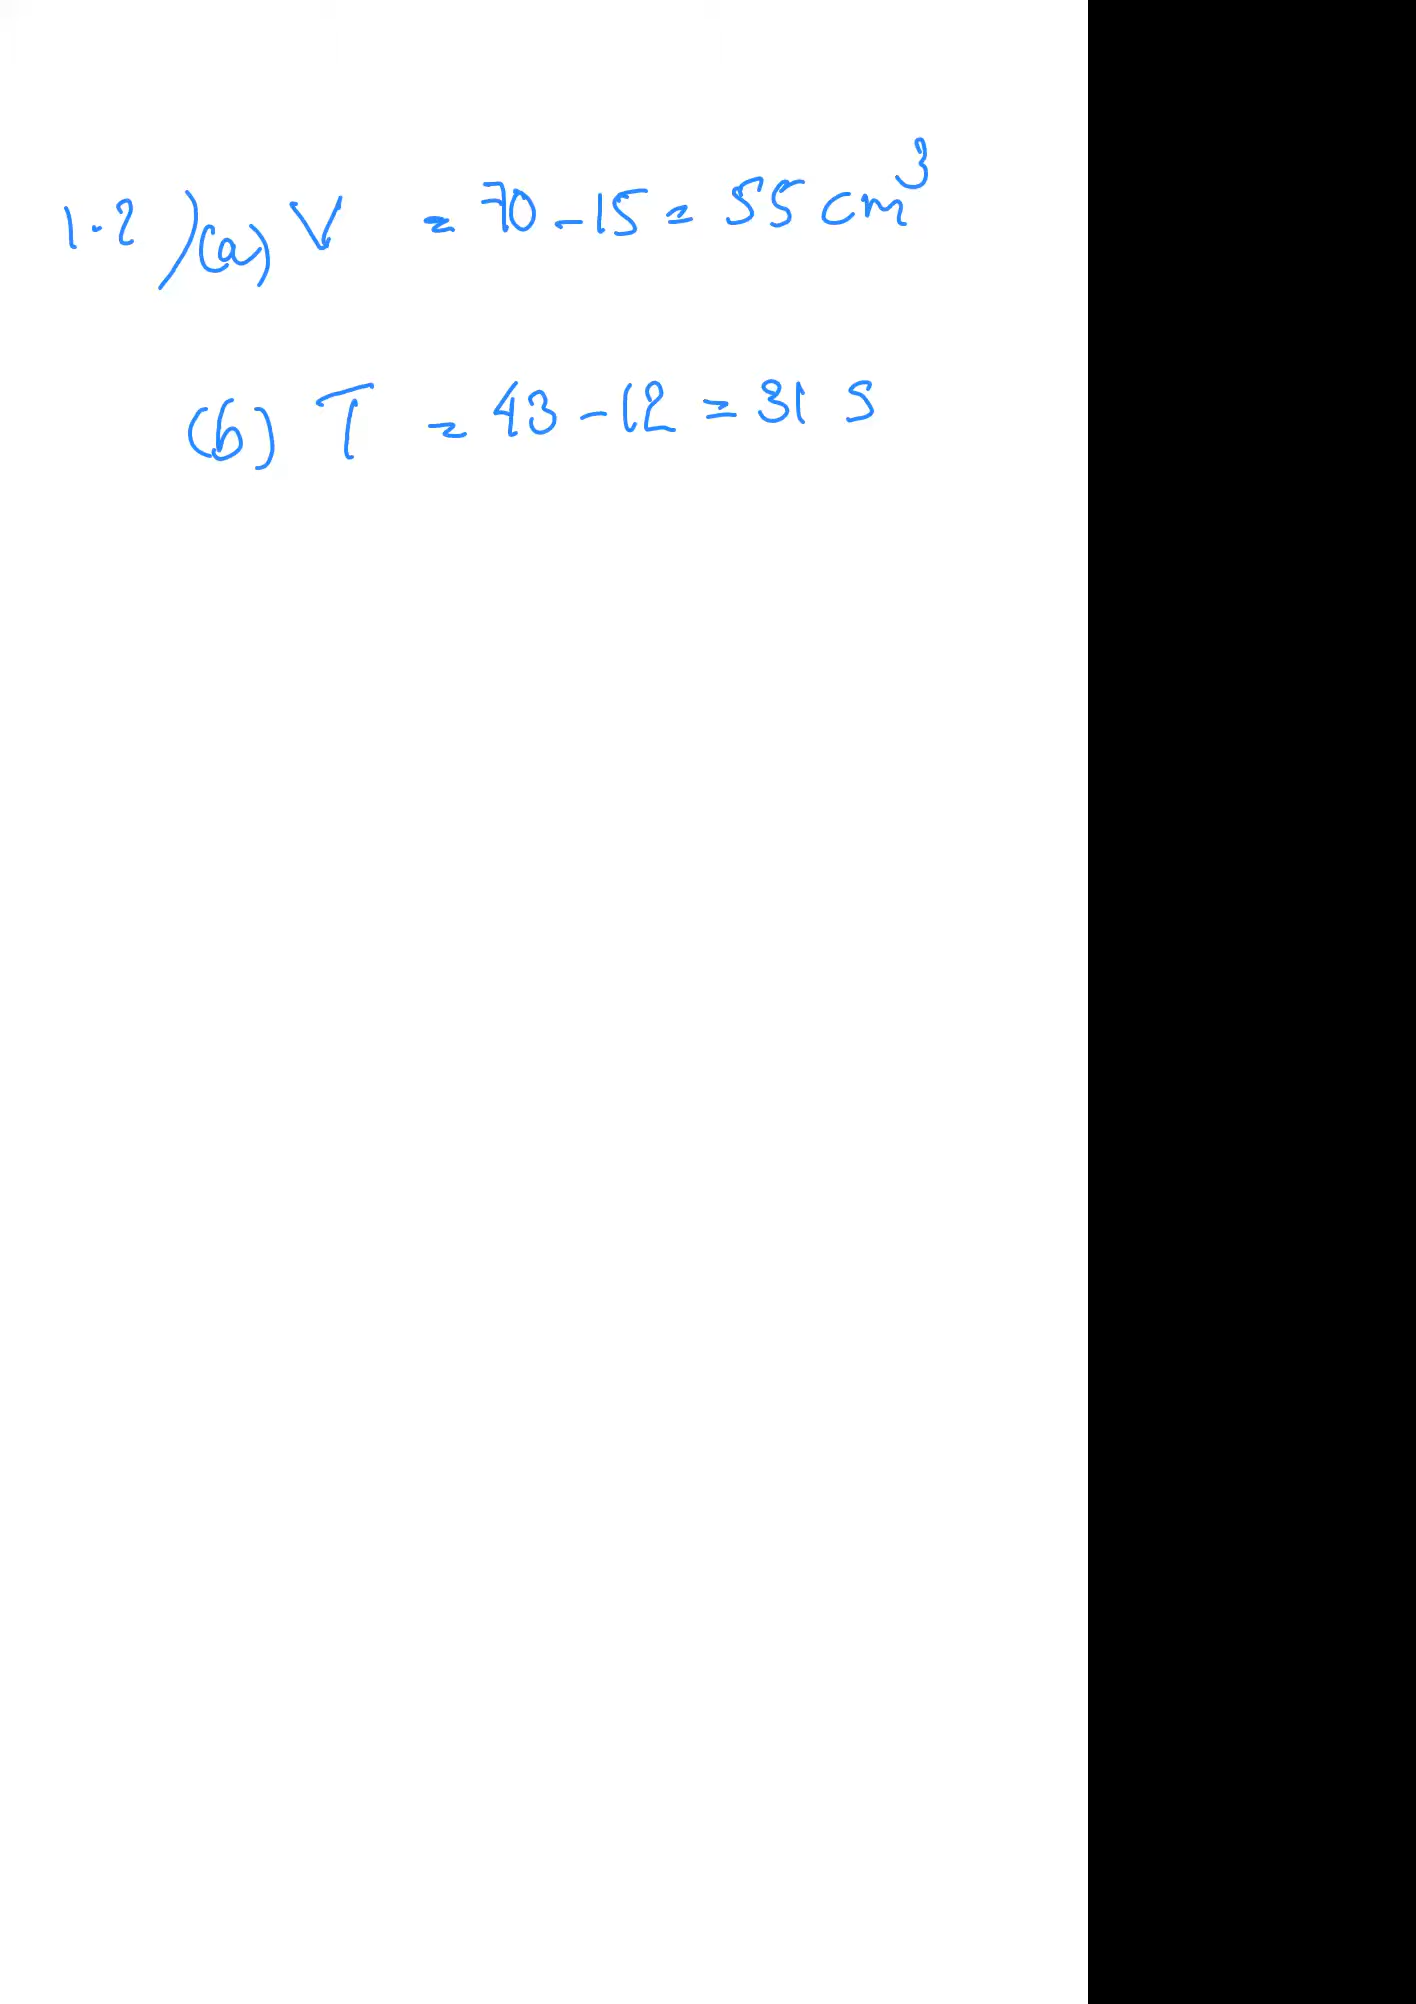 1.2) (a) V = 70 - 15 = 55 cm³
(b) T = 43 - 12 = 31 s